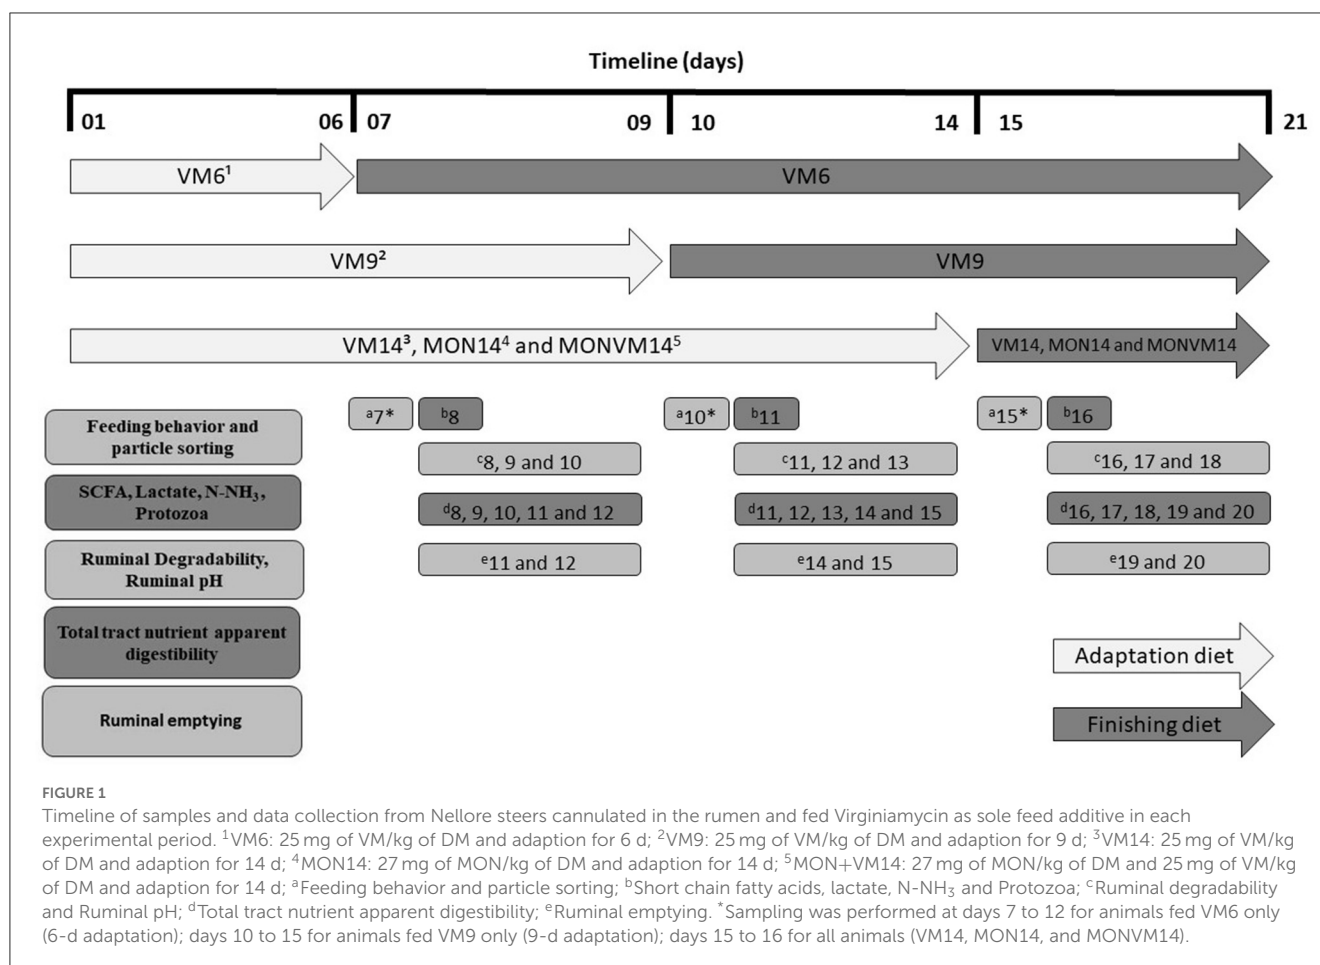 Timeline (days)
01 06 07 09 10 14 15 21
VM6¹ VM6
VM9² VM9
VM14³, MON14⁴ and MONVM14⁵ VM14, MON14 and MONVM14
Feeding behavior and
particle sorting
ᵃ7* ᵇ8 ᵃ10* ᵇ11 ᵃ15* ᵇ16
ᶜ8, 9 and 10 ᶜ11, 12 and 13 ᶜ16, 17 and 18
SCFA, Lactate, N-NH₃,
Protozoa
ᵈ8, 9, 10, 11 and 12 ᵈ11, 12, 13, 14 and 15 ᵈ16, 17, 18, 19 and 20
Ruminal Degradability,
Ruminal pH
ᵉ11 and 12 ᵉ14 and 15 ᵉ19 and 20
Total tract nutrient apparent
digestibility
Ruminal emptying
Adaptation diet
Finishing diet
FIGURE 1
Timeline of samples and data collection from Nellore steers cannulated in the rumen and fed Virginiamycin as sole feed additive in each
experimental period. ¹VM6: 25 mg of VM/kg of DM and adaption for 6 d; ²VM9: 25 mg of VM/kg of DM and adaption for 9 d; ³VM14: 25 mg of VM/kg
of DM and adaption for 14 d; ⁴MON14: 27 mg of MON/kg of DM and adaption for 14 d; ⁵MON+VM14: 27 mg of MON/kg of DM and 25 mg of VM/kg
of DM and adaption for 14 d; ᵃFeeding behavior and particle sorting; ᵇShort chain fatty acids, lactate, N-NH₃ and Protozoa; ᶜRuminal degradability
and Ruminal pH; ᵈTotal tract nutrient apparent digestibility; ᵉRuminal emptying. *Sampling was performed at days 7 to 12 for animals fed VM6 only
(6-d adaptation); days 10 to 15 for animals fed VM9 only (9-d adaptation); days 15 to 16 for all animals (VM14, MON14, and MONVM14).